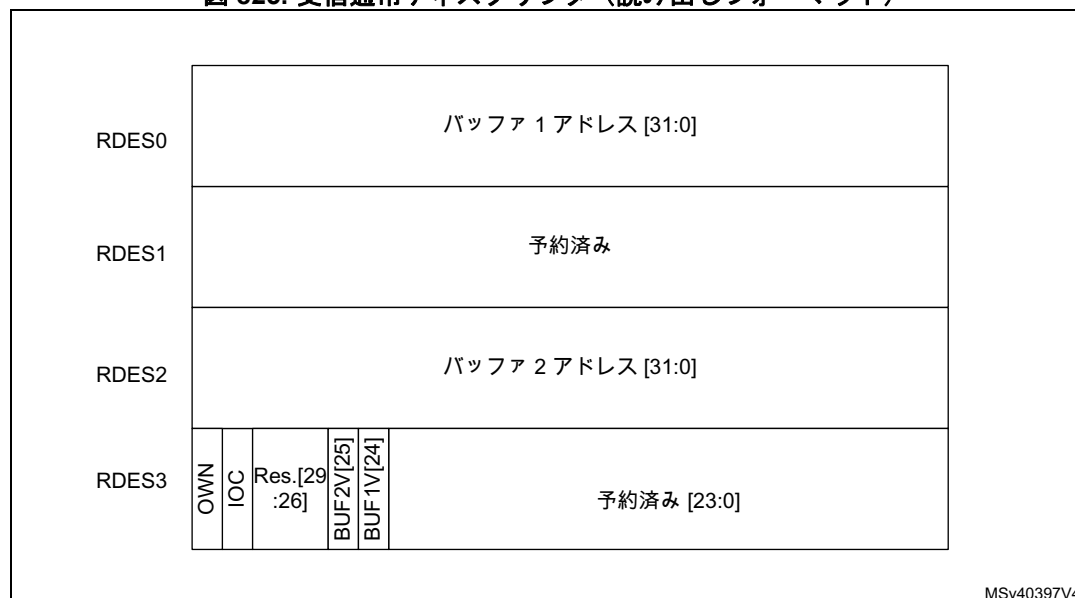 RDES0
バッファ 1 アドレス [31:0]
RDES1
予約済み
RDES2
バッファ 2 アドレス [31:0]
RDES3
OWN
IOC
Res.[29
:26]
BUF2V[25]
BUF1V[24]
予約済み [23:0]
MSv40397V4